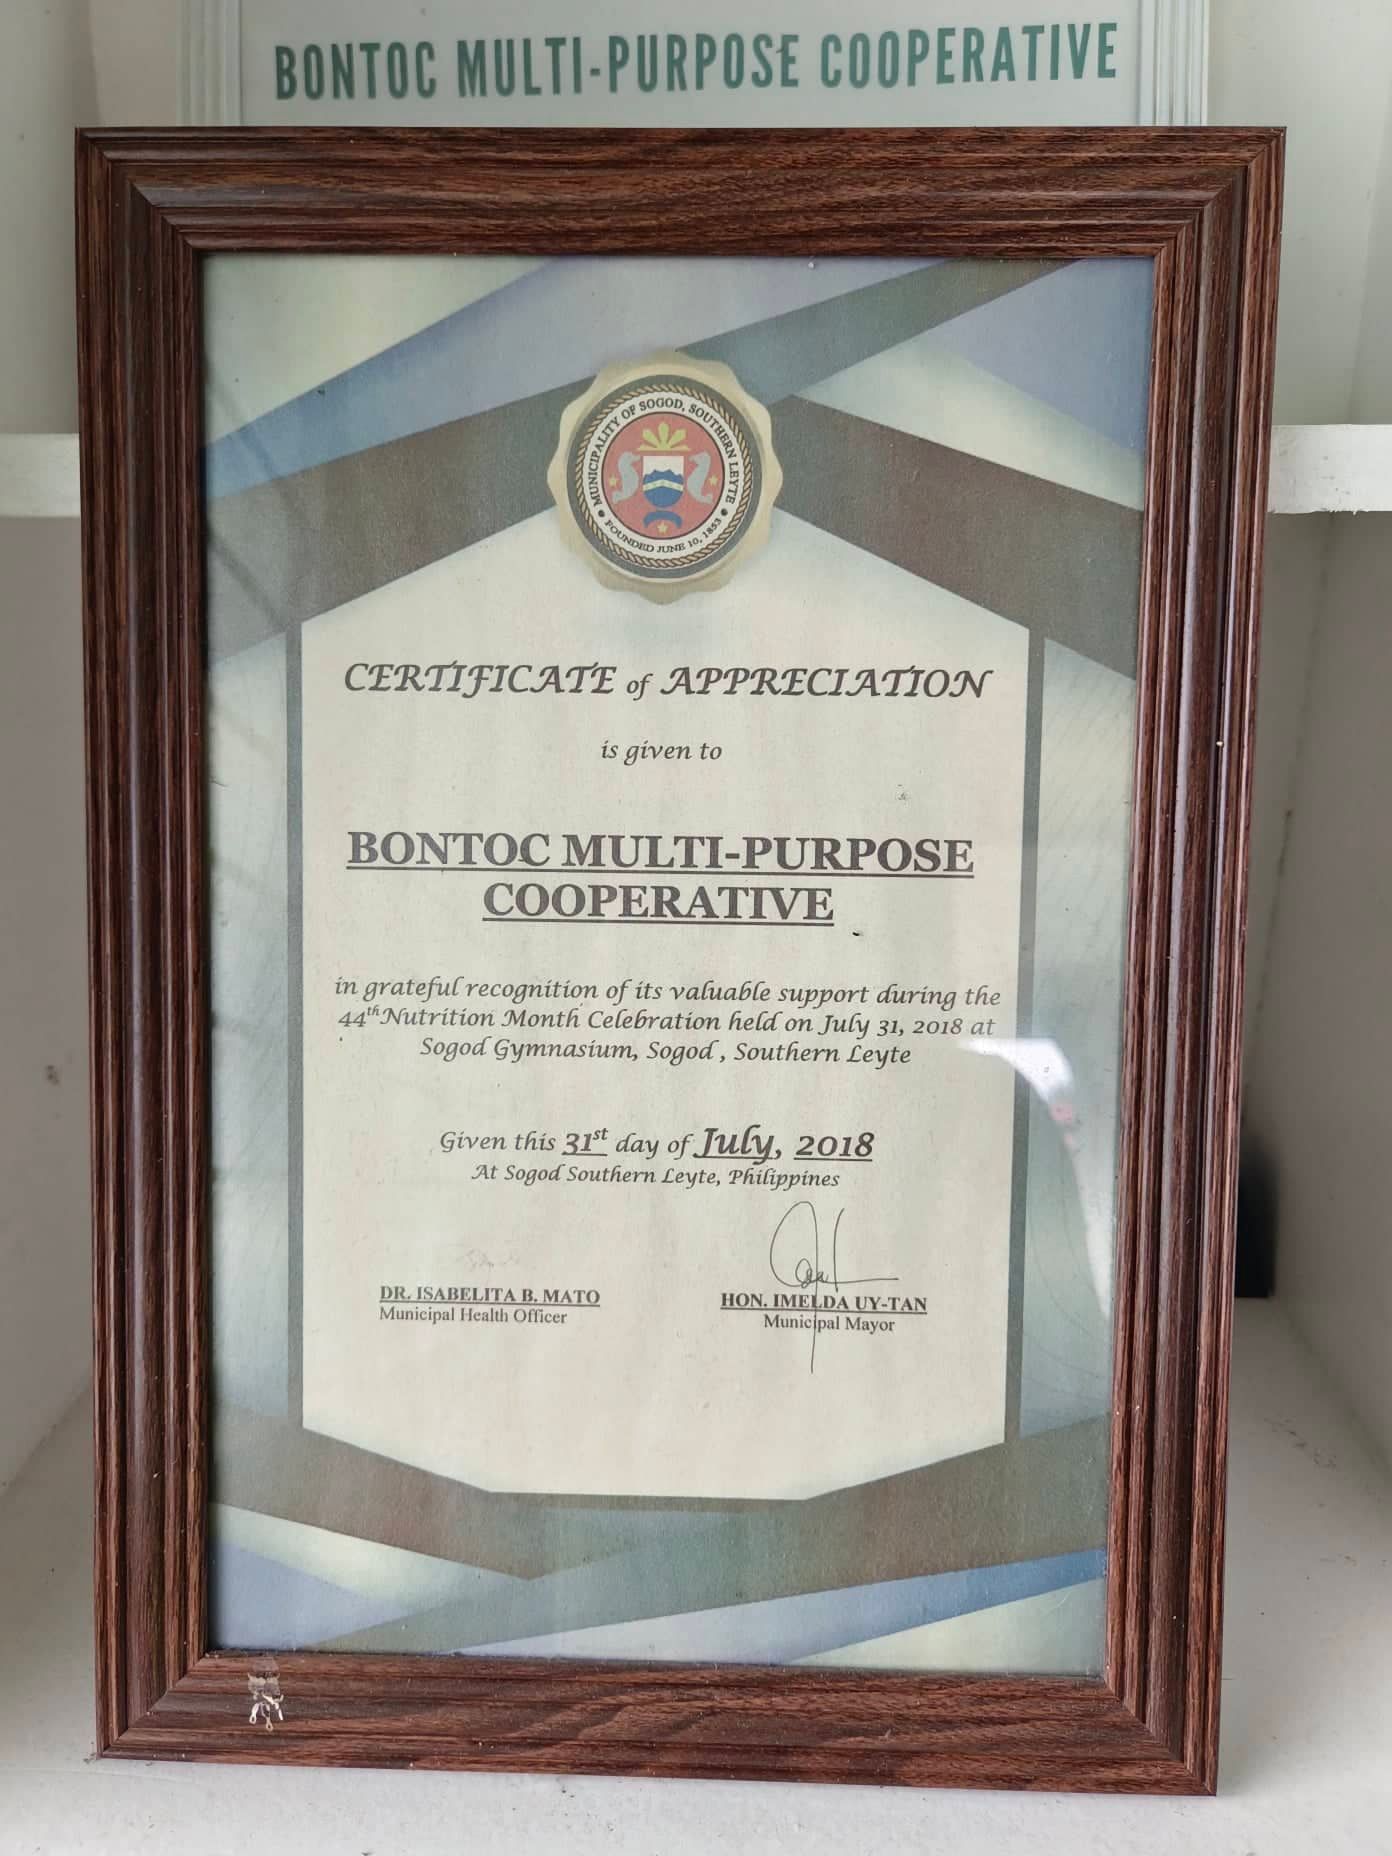 BONTOC MULTI-PURPOSE COOPERATIVE
MUNICIPALITY OF SOGOD, SOUTHERN LEYTE
FOUNDED JUNE 10, 1853
CERTIFICATE of APPRECIATION
is given to
BONTOC MULTI-PURPOSE
COOPERATIVE
in grateful recognition of its valuable support during the
44th Nutrition Month Celebration held on July 31, 2018 at
Sogod Gymnasium, Sogod , Southern Leyte
Given this 31st day of July, 2018
At Sogod Southern Leyte, Philippines
DR. ISABELITA B. MATO
Municipal Health Officer
HON. IMELDA UY-TAN
Municipal Mayor